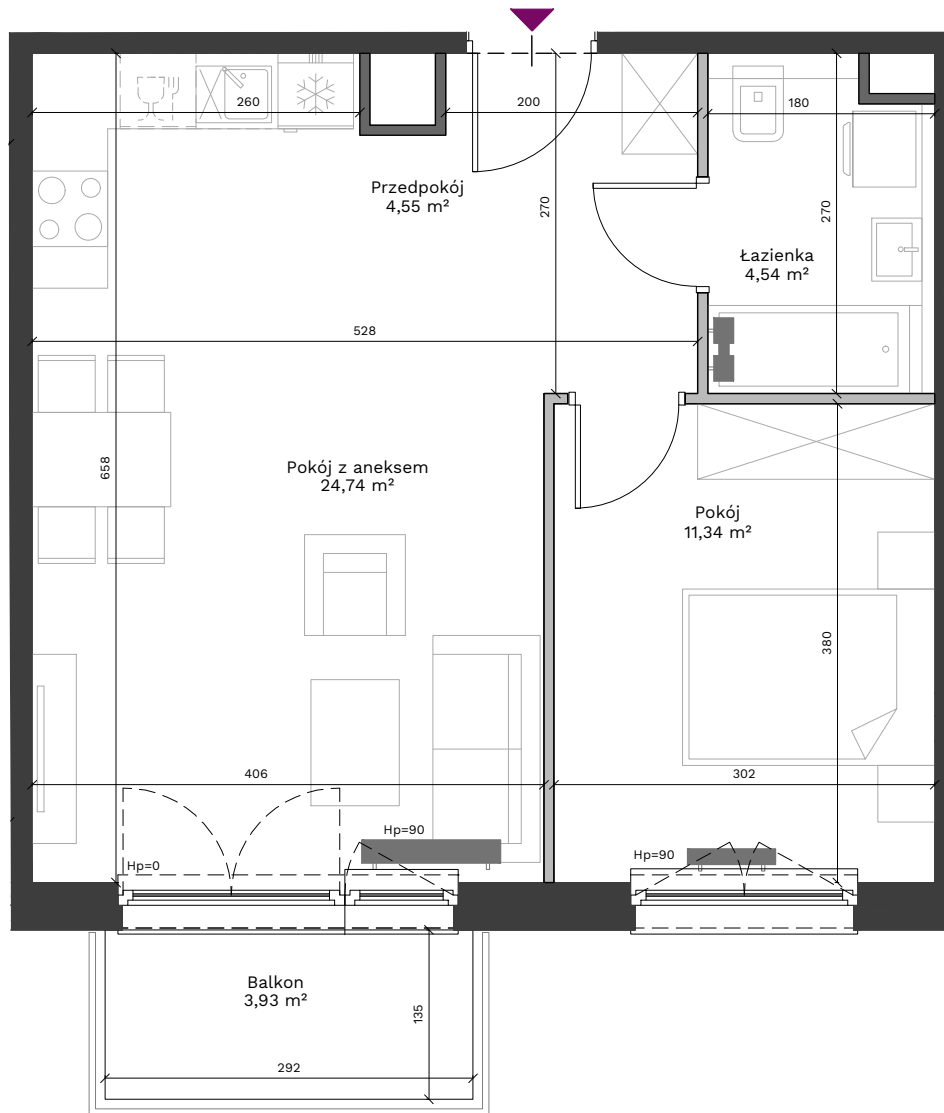 260
200
180
Przedpokój
4,55 m²
270
270
Łazienka
4,54 m²
528
658
Pokój z aneksem
24,74 m²
Pokój
11,34 m²
380
406
302
Hp=90
Hp=0
Hp=90
Balkon
3,93 m²
135
292